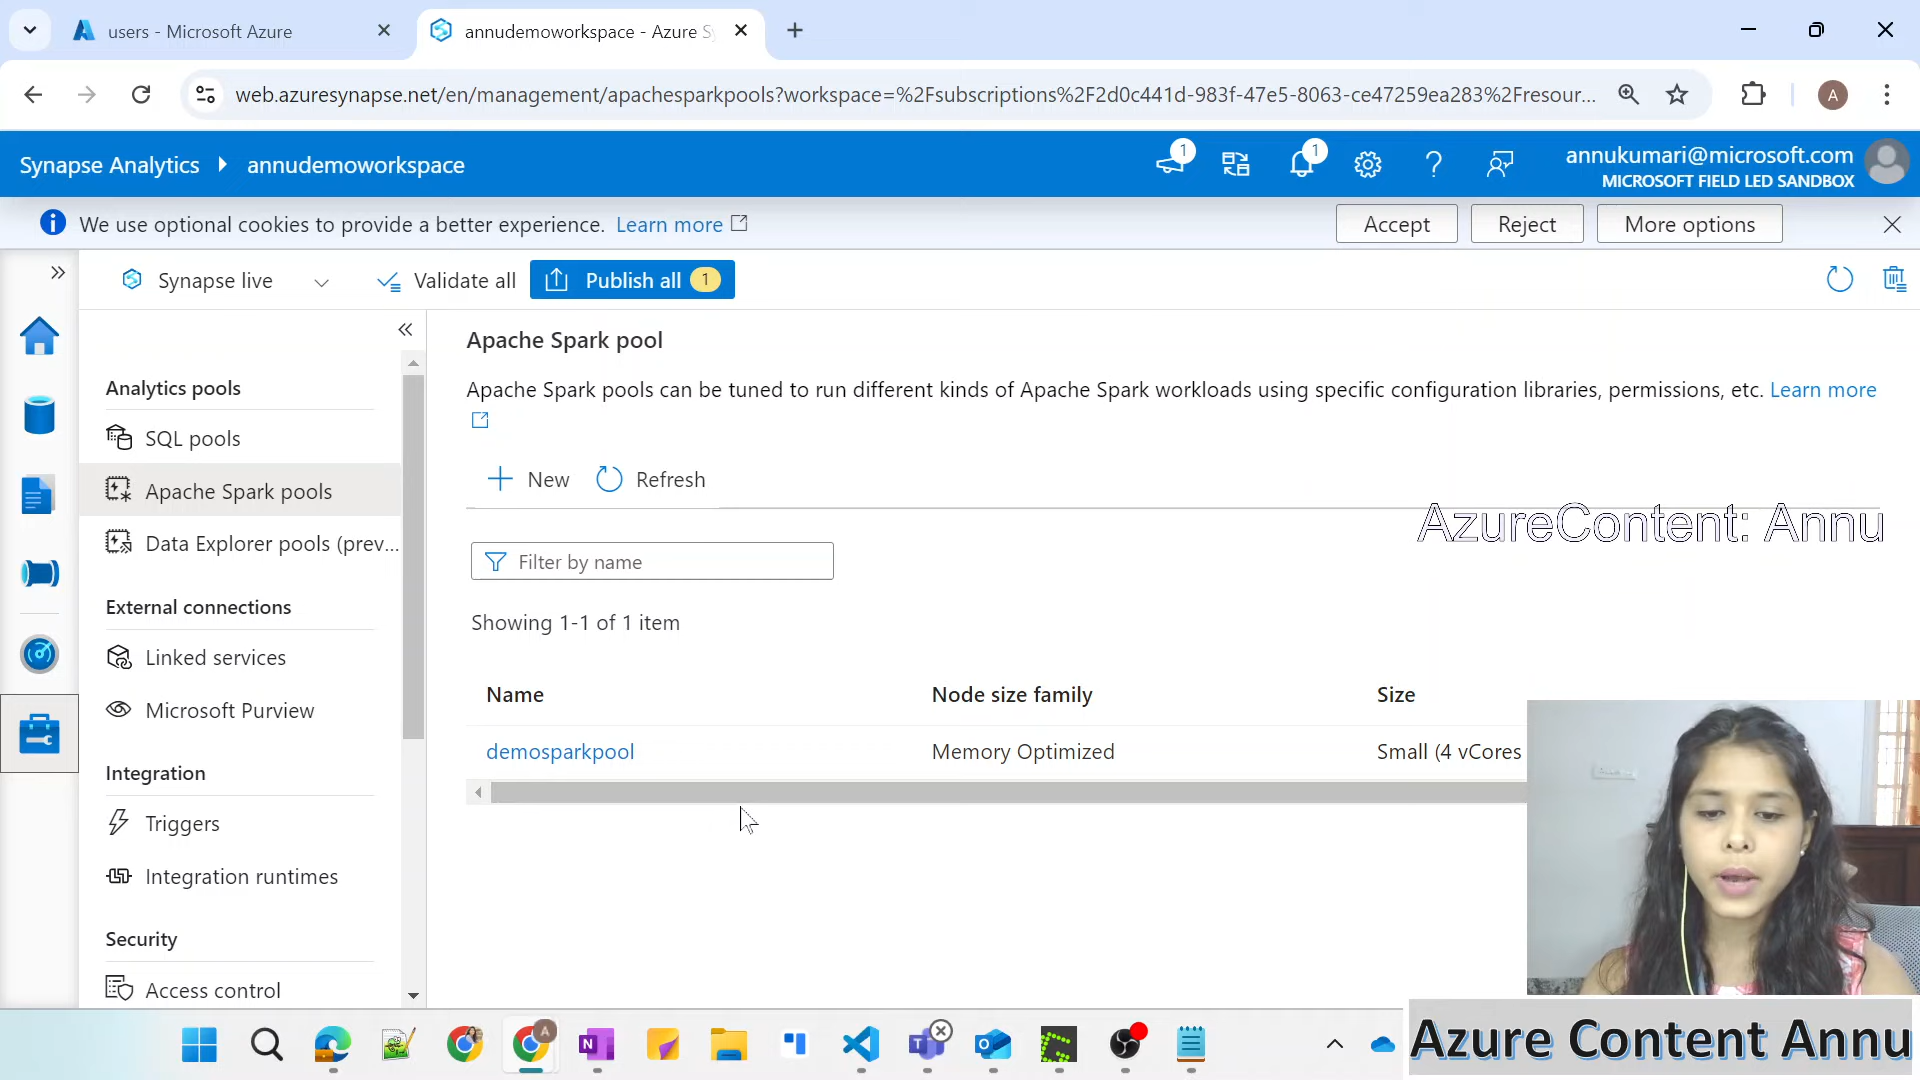 users - Microsoft Azure
annudemoworkspace - Azure S
web.azuresynapse.net/en/management/apachesparkpools?workspace=%2Fsubscriptions%2F2d0c441d-983f-47e5-8063-ce47259ea283%2Fresour...
A
Synapse Analytics
annudemoworkspace
1
1
annukumari@microsoft.com
MICROSOFT FIELD LED SANDBOX
We use optional cookies to provide a better experience. Learn more
Accept
Reject
More options
Synapse live
Validate all
Publish all 1
Analytics pools
SQL pools
Apache Spark pools
Data Explorer pools (prev...
External connections
Linked services
Microsoft Purview
Integration
Triggers
Integration runtimes
Security
Access control
Apache Spark pool
Apache Spark pools can be tuned to run different kinds of Apache Spark workloads using specific configuration libraries, permissions, etc. Learn more
New
Refresh
AzureContent: Annu
Filter by name
Showing 1-1 of 1 item
Name Node size family Size
demosparkpool Memory Optimized Small (4 vCores
Azure Content Annu